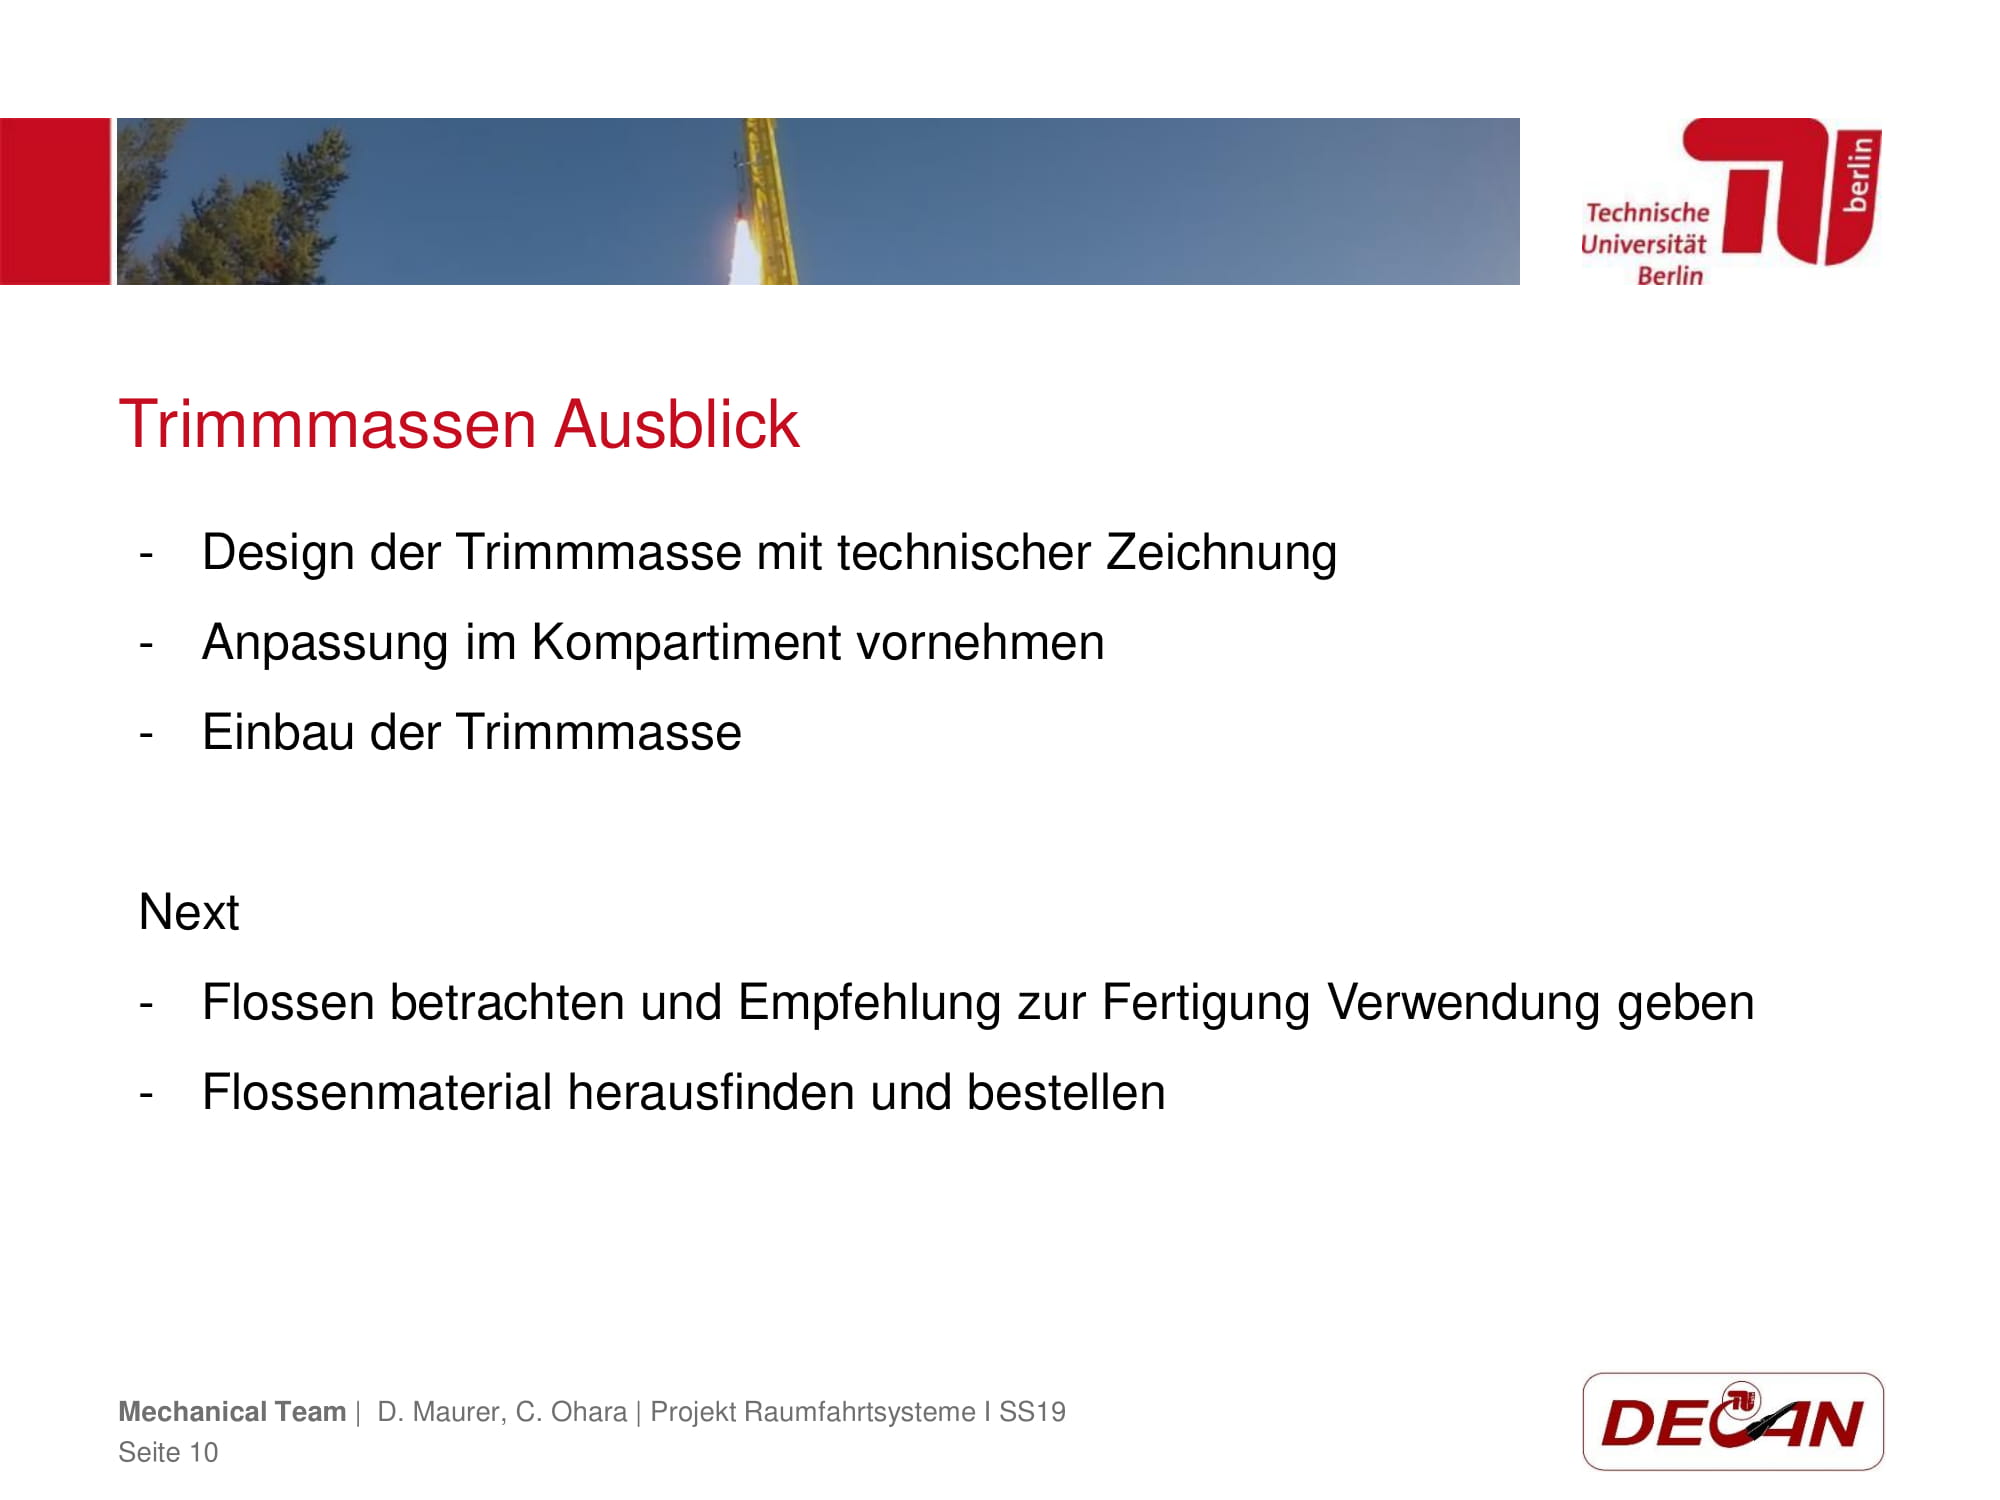 berlin
Technische
Universität
Berlin
Trimmmassen Ausblick
- Design der Trimmmasse mit technischer Zeichnung
- Anpassung im Kompartiment vornehmen
- Einbau der Trimmmasse
Next
- Flossen betrachten und Empfehlung zur Fertigung Verwendung geben
- Flossenmaterial herausfinden und bestellen
Mechanical Team | D. Maurer, C. Ohara | Projekt Raumfahrtsysteme I SS19
Seite 10
DECAN